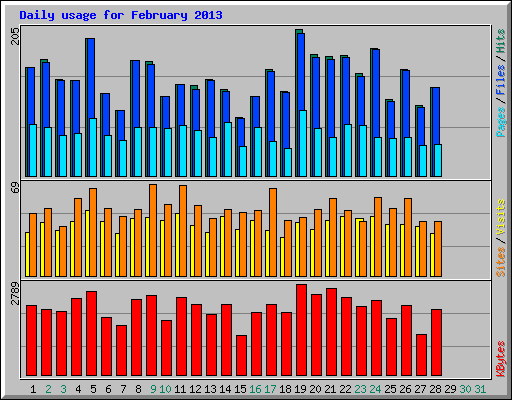 Daily usage for February 2013
205
Pages / Files / Hits
69
Sites / Visits
2789
KBytes
1 2 3 4 5 6 7 8 9 10 11 12 13 14 15 16 17 18 19 20 21 22 23 24 25 26 27 28 29 30 31